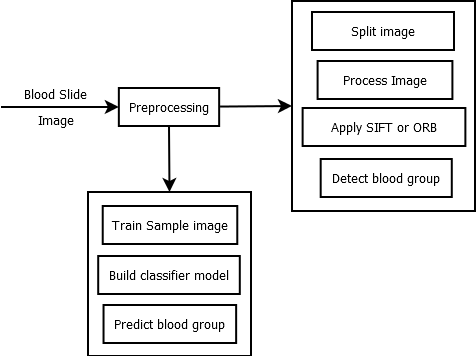 Blood Slide
Image
Preprocessing
Split image
Process Image
Apply SIFT or ORB
Detect blood group
Train Sample image
Build classifier model
Predict blood group